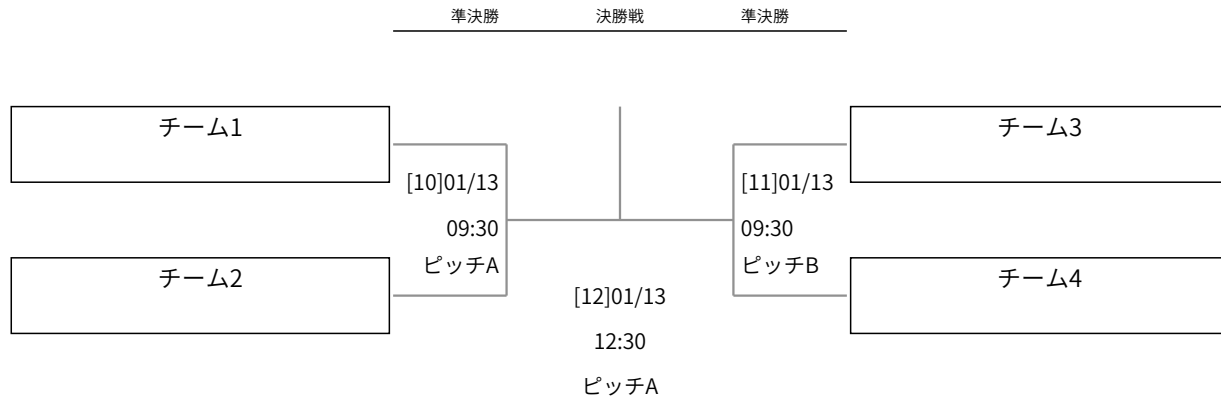 準決勝 決勝戦 準決勝
チーム1
チーム3
[10]01/13
[11]01/13
09:30
09:30
ピッチA
ピッチB
チーム2
チーム4
[12]01/13
12:30
ピッチA